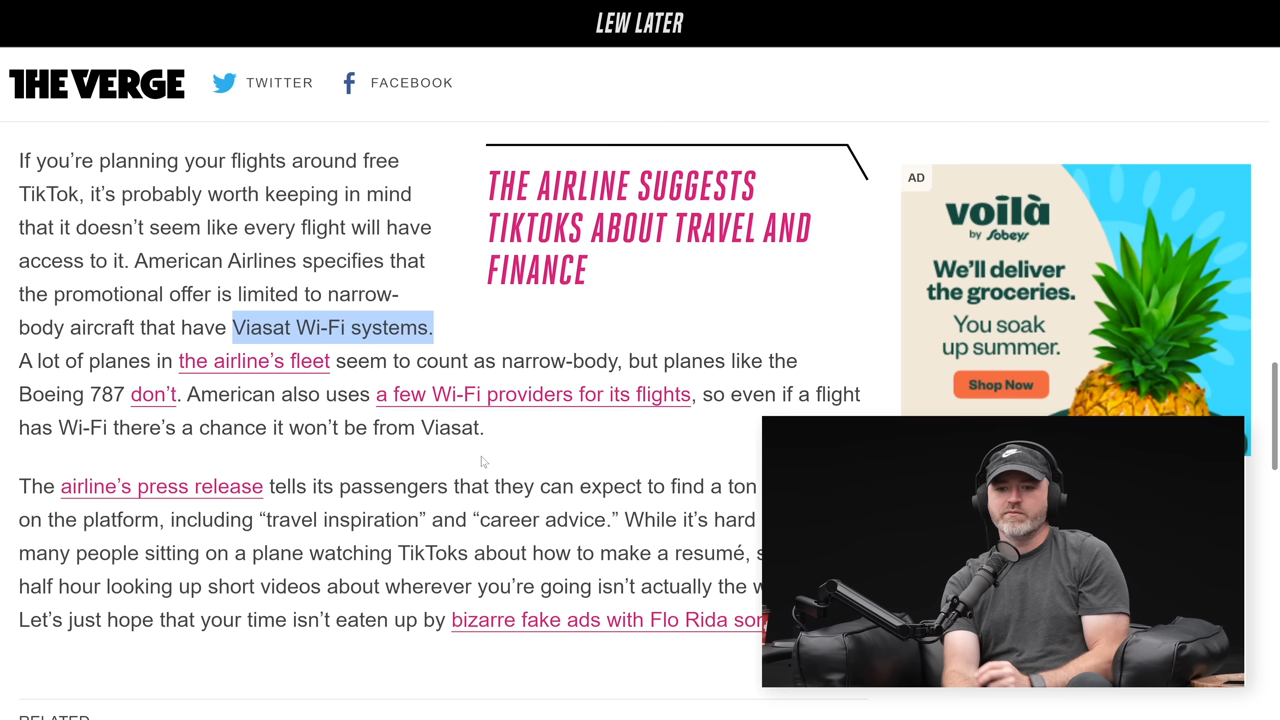 LEW LATER
THE VERGE
TWITTER
FACEBOOK
If you’re planning your flights around free
TikTok, it’s probably worth keeping in mind
that it doesn’t seem like every flight will have
access to it. American Airlines specifies that
the promotional offer is limited to narrow-
body aircraft that have Viasat Wi-Fi systems.
A lot of planes in the airline’s fleet seem to count as narrow-body, but planes like the
Boeing 787 don’t. American also uses a few Wi-Fi providers for its flights, so even if a flight
has Wi-Fi there’s a chance it won’t be from Viasat.
THE AIRLINE SUGGESTS
TIKTOKS ABOUT TRAVEL AND
FINANCE
The airline’s press release tells its passengers that they can expect to find a ton
on the platform, including “travel inspiration” and “career advice.” While it’s hard
many people sitting on a plane watching TikToks about how to make a resumé, s
half hour looking up short videos about wherever you’re going isn’t actually the w
Let’s just hope that your time isn’t eaten up by bizarre fake ads with Flo Rida son
AD
voilà
by Sobeys
We’ll deliver
the groceries.
You soak
up summer.
Shop Now
RELATED